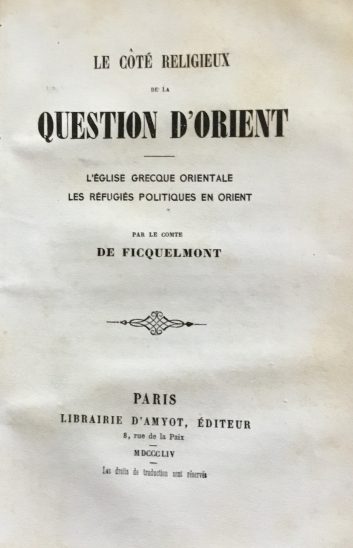 LE CÔTÉ RELIGIEUX
DE LA
QUESTION D'ORIENT
L'ÉGLISE GRECQUE ORIENTALE
LES RÉFUGIÉS POLITIQUES EN ORIENT
PAR LE COMTE
DE FICQUELMONT
PARIS
LIBRAIRIE D'AMYOT, ÉDITEUR
8, rue de la Paix
MDCCCLIV
Les droits de traduction sont réservés